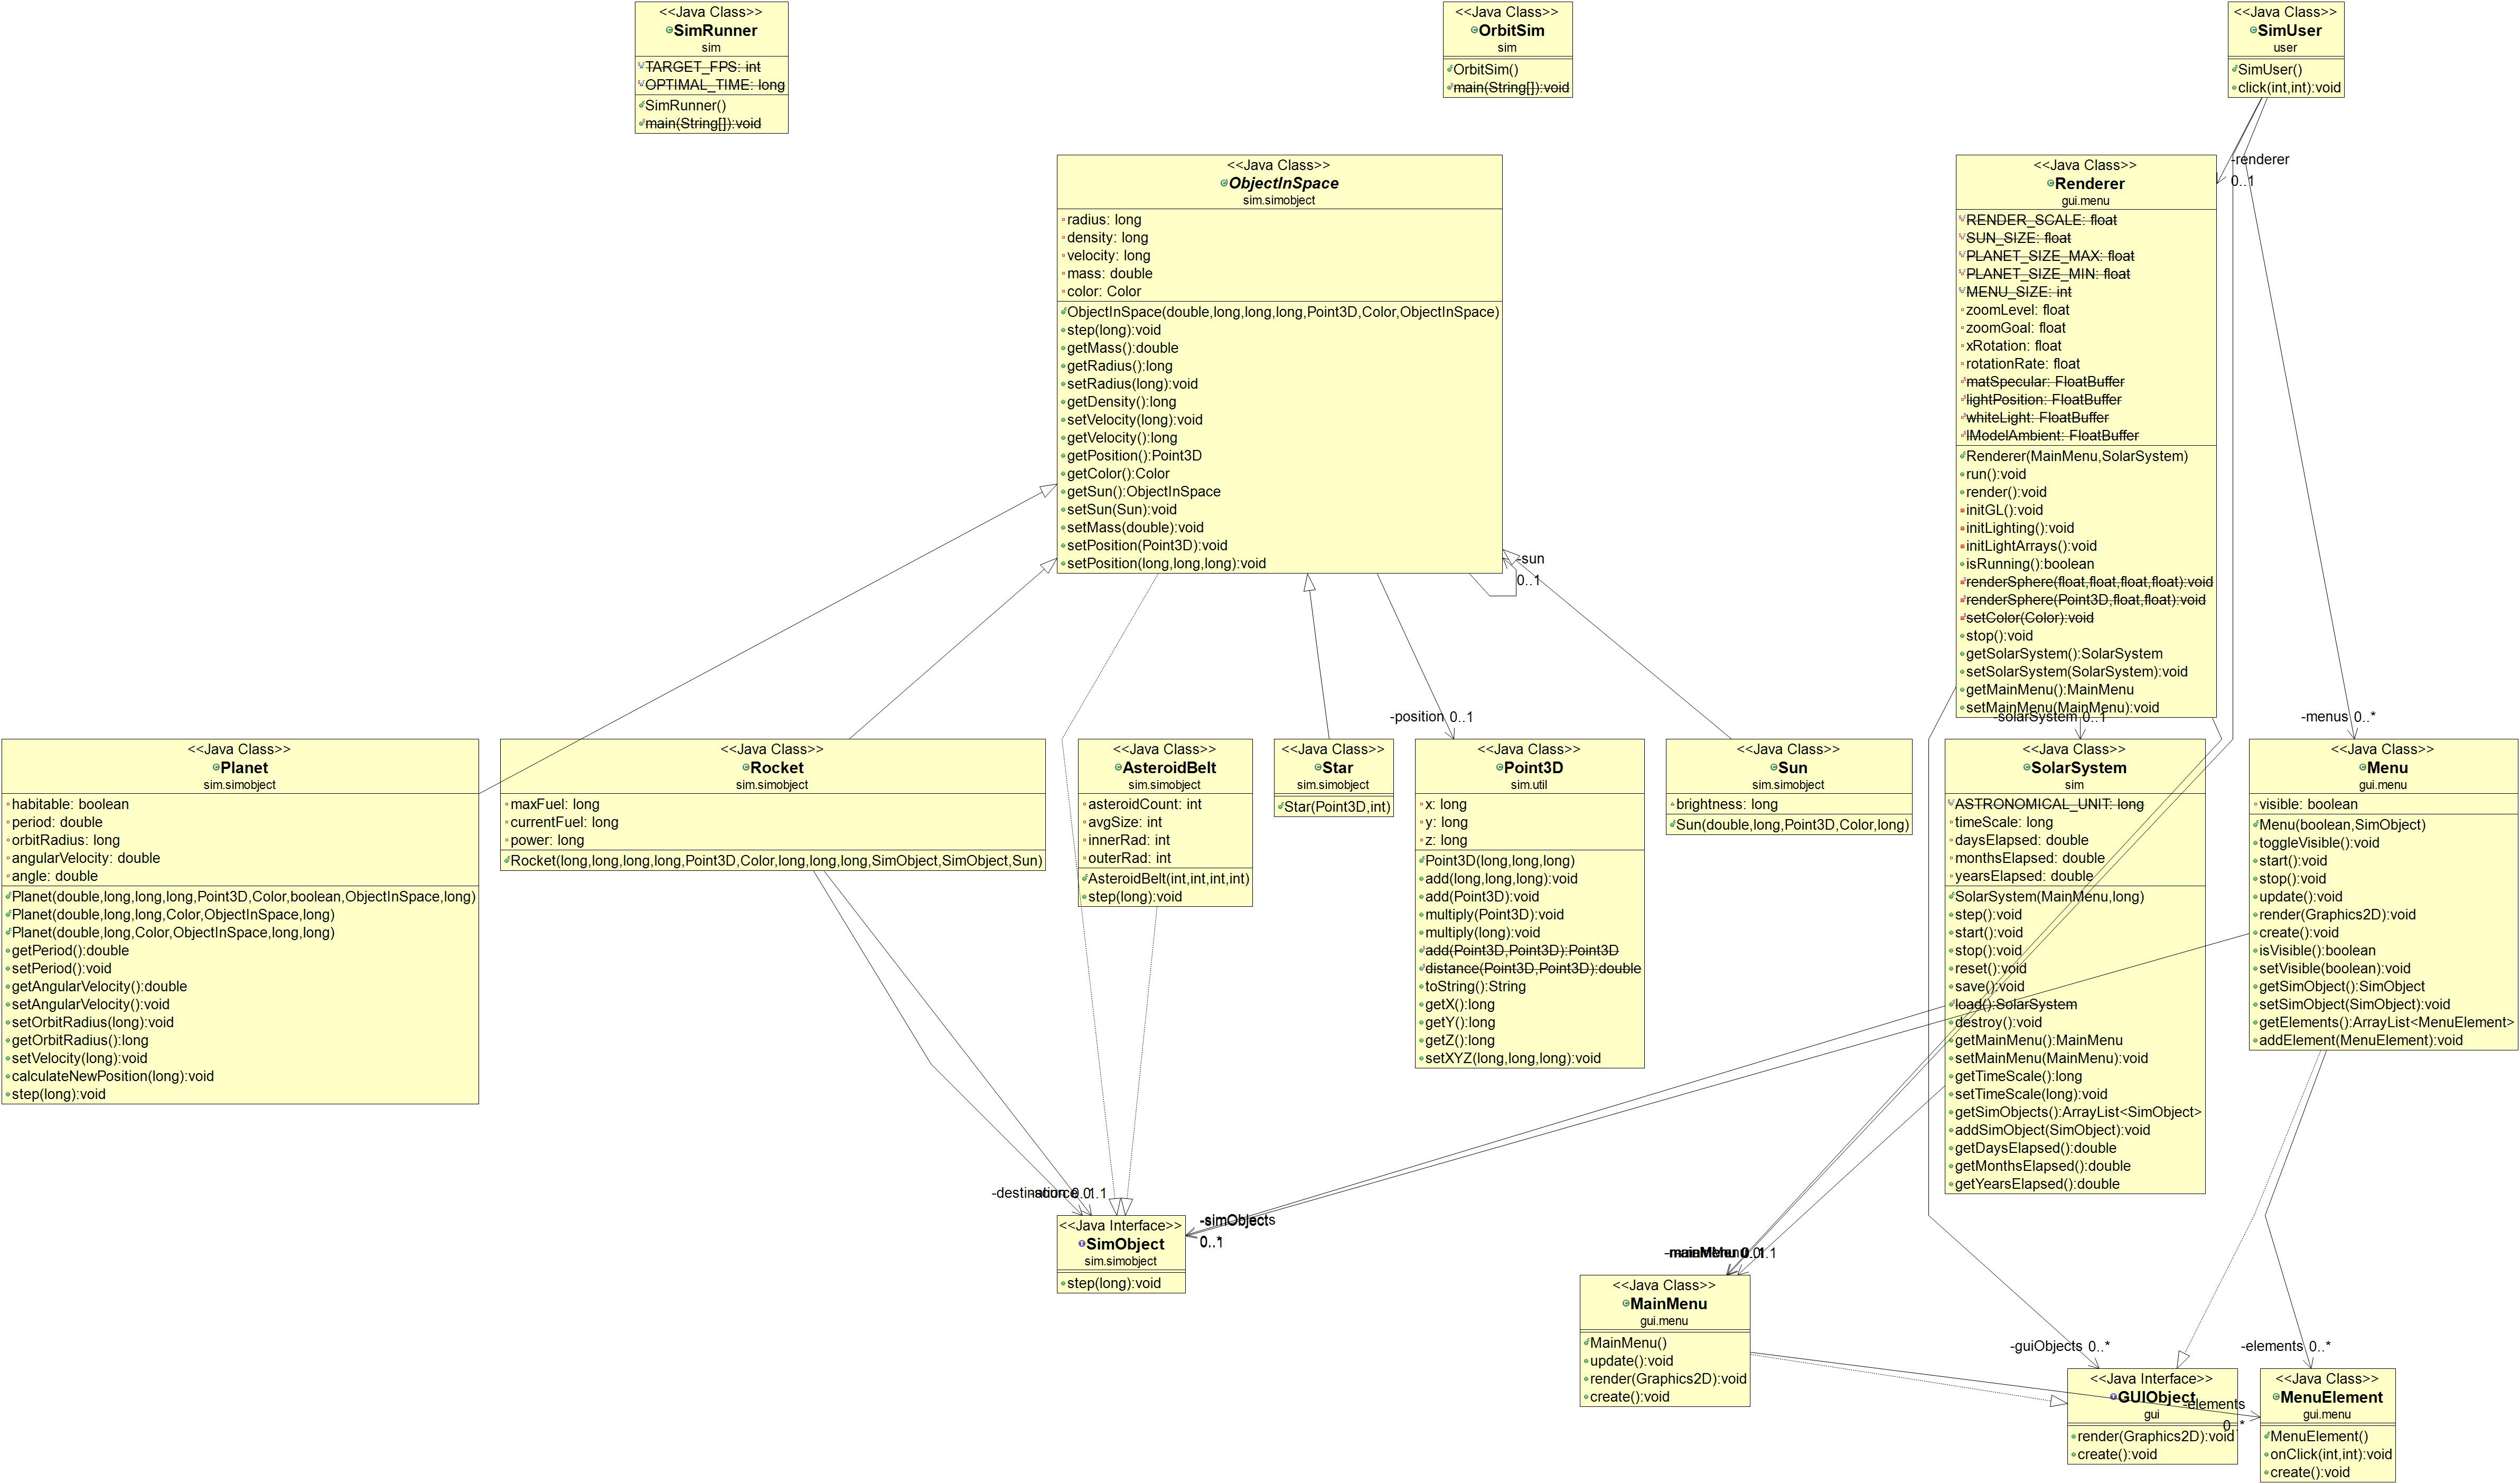 <<Java Class>>
SimRunner
sim
TARGET_FPS: int
OPTIMAL_TIME: long
SimRunner()
main(String[]):void
<<Java Class>>
OrbitSim
sim
OrbitSim()
main(String[]):void
<<Java Class>>
SimUser
user
SimUser()
click(int,int):void
<<Java Class>>
ObjectInSpace
sim.simobject
radius: long
density: long
velocity: long
mass: double
color: Color
ObjectInSpace(double,long,long,long,Point3D,Color,ObjectInSpace)
step(long):void
getMass():double
getRadius():long
setRadius(long):void
getDensity():long
setVelocity(long):void
getVelocity():long
getPosition():Point3D
getColor():Color
getSun():ObjectInSpace
setSun(Sun):void
setMass(double):void
setPosition(Point3D):void
setPosition(long,long,long):void
-sun
0..1
<<Java Class>>
Renderer
gui.menu
RENDER_SCALE: float
SUN_SIZE: float
PLANET_SIZE_MAX: float
PLANET_SIZE_MIN: float
MENU_SIZE: int
zoomLevel: float
zoomGoal: float
xRotation: float
rotationRate: float
matSpecular: FloatBuffer
lightPosition: FloatBuffer
whiteLight: FloatBuffer
lModelAmbient: FloatBuffer
Renderer(MainMenu,SolarSystem)
run():void
render():void
initGL():void
initLighting():void
initLightArrays():void
isRunning():boolean
renderSphere(float,float,float,float):void
renderSphere(Point3D,float,float):void
setColor(Color):void
stop():void
getSolarSystem():SolarSystem
setSolarSystem(SolarSystem):void
getMainMenu():MainMenu
setMainMenu(MainMenu):void
-renderer
0..1
-position 0..1
-solarSystem 0..1
-menus 0..*
<<Java Class>>
Planet
sim.simobject
habitable: boolean
period: double
orbitRadius: long
angularVelocity: double
angle: double
Planet(double,long,long,long,Point3D,Color,boolean,ObjectInSpace,long)
Planet(double,long,long,Color,ObjectInSpace,long)
Planet(double,long,Color,ObjectInSpace,long,long)
getPeriod():double
setPeriod():void
getAngularVelocity():double
setAngularVelocity():void
setOrbitRadius(long):void
getOrbitRadius():long
setVelocity(long):void
calculateNewPosition(long):void
step(long):void
<<Java Class>>
Rocket
sim.simobject
maxFuel: long
currentFuel: long
power: long
Rocket(long,long,long,long,Point3D,Color,long,long,long,SimObject,SimObject,Sun)
<<Java Class>>
AsteroidBelt
sim.simobject
asteroidCount: int
avgSize: int
innerRad: int
outerRad: int
AsteroidBelt(int,int,int,int)
step(long):void
<<Java Class>>
Star
sim.simobject
Star(Point3D,int)
<<Java Class>>
Point3D
sim.util
x: long
y: long
z: long
Point3D(long,long,long)
add(long,long,long):void
add(Point3D):void
multiply(Point3D):void
multiply(long):void
add(Point3D,Point3D):Point3D
distance(Point3D,Point3D):double
toString():String
getX():long
getY():long
getZ():long
setXYZ(long,long,long):void
<<Java Class>>
Sun
sim.simobject
brightness: long
Sun(double,long,Point3D,Color,long)
<<Java Class>>
SolarSystem
sim
ASTRONOMICAL_UNIT: long
timeScale: long
daysElapsed: double
monthsElapsed: double
yearsElapsed: double
SolarSystem(MainMenu,long)
step():void
start():void
stop():void
reset():void
save():void
load():SolarSystem
destroy():void
getMainMenu():MainMenu
setMainMenu(MainMenu):void
getTimeScale():long
setTimeScale(long):void
getSimObjects():ArrayList<SimObject>
addSimObject(SimObject):void
getDaysElapsed():double
getMonthsElapsed():double
getYearsElapsed():double
<<Java Class>>
Menu
gui.menu
visible: boolean
Menu(boolean,SimObject)
toggleVisible():void
start():void
stop():void
update():void
render(Graphics2D):void
create():void
isVisible():boolean
setVisible(boolean):void
getSimObject():SimObject
setSimObject(SimObject):void
getElements():ArrayList<MenuElement>
addElement(MenuElement):void
-simObjects
0..1
<<Java Interface>>
SimObject
sim.simobject
step(long):void
<<Java Class>>
MainMenu
gui.menu
MainMenu()
update():void
render(Graphics2D):void
create():void
-guiObjects 0..*
-elements 0..*
<<Java Interface>>
GUIObject
gui
render(Graphics2D):void
create():void
-elements
0..*
<<Java Class>>
MenuElement
gui.menu
MenuElement()
onClick(int,int):void
create():void